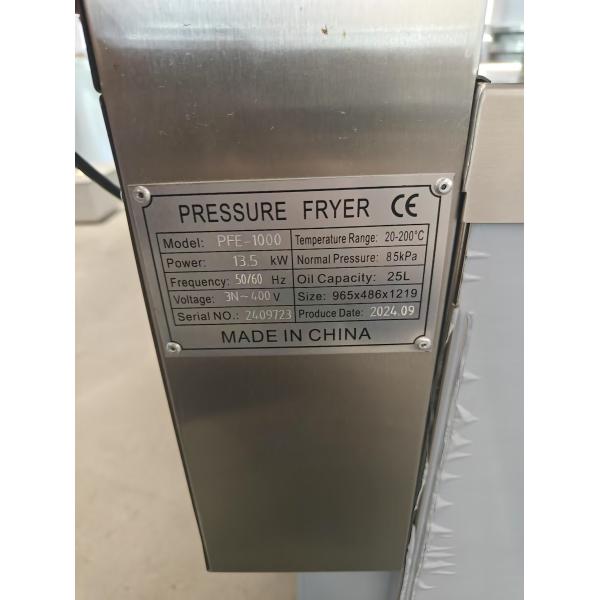 PRESSURE FRYER CE
Model: PFE-1000 Temperature Range: 20-200°C
Power: 13.5 kW Normal Pressure: 85kPa
Frequency: 50/60 Hz Oil Capacity: 25L
Voltage: 3N~400 V Size: 965x486x1219
Serial NO.: 2409723 Produce Date: 2024.09
MADE IN CHINA